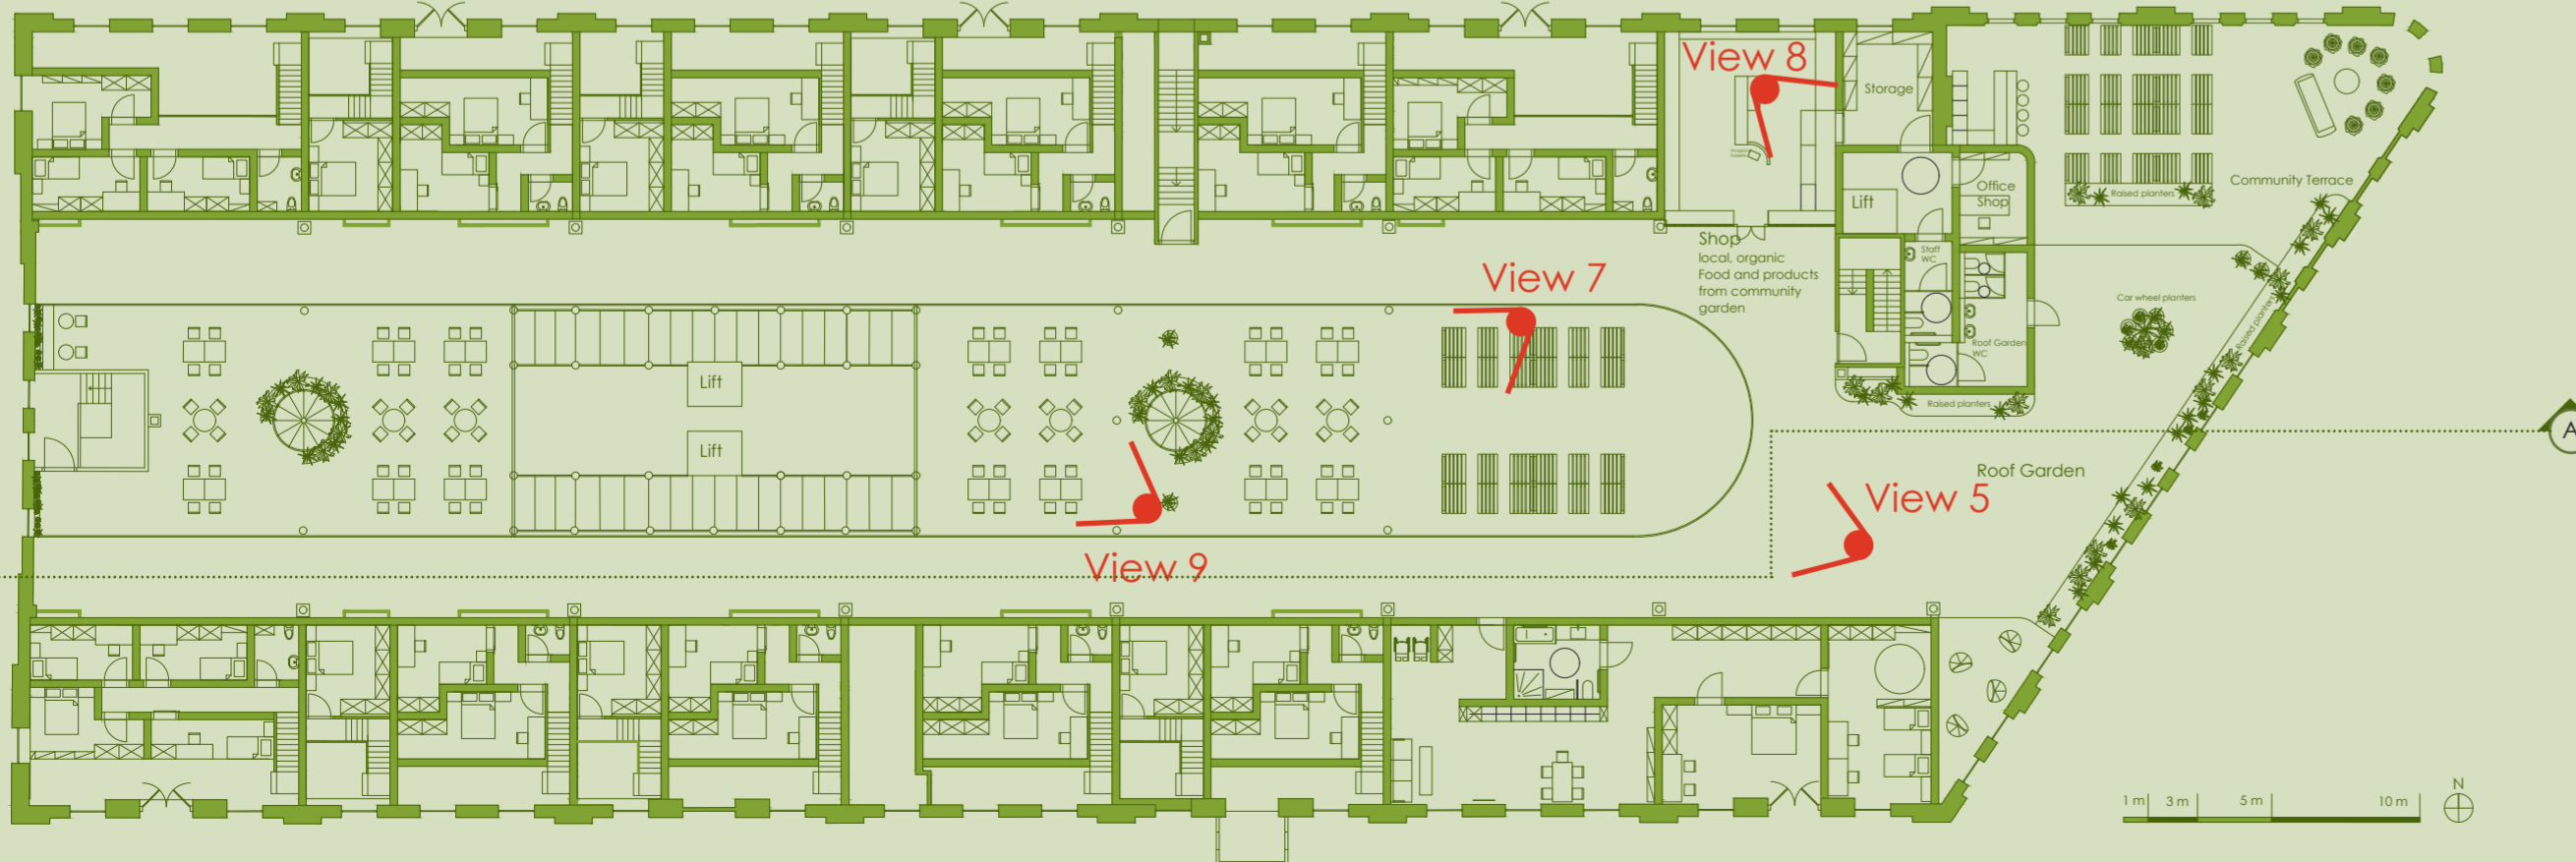 View 8
Storage
Community Terrace
Raised planters
Office
Shop
Lift
Staff
WC
Shop
local, organic
Food and products
from community
garden
View 7
Car wheel planters
Raised planters
Roof Garden
WC
Raised planters
Lift
Lift
A
Roof Garden
View 5
View 9
N
1 m 3 m 5 m 10 m